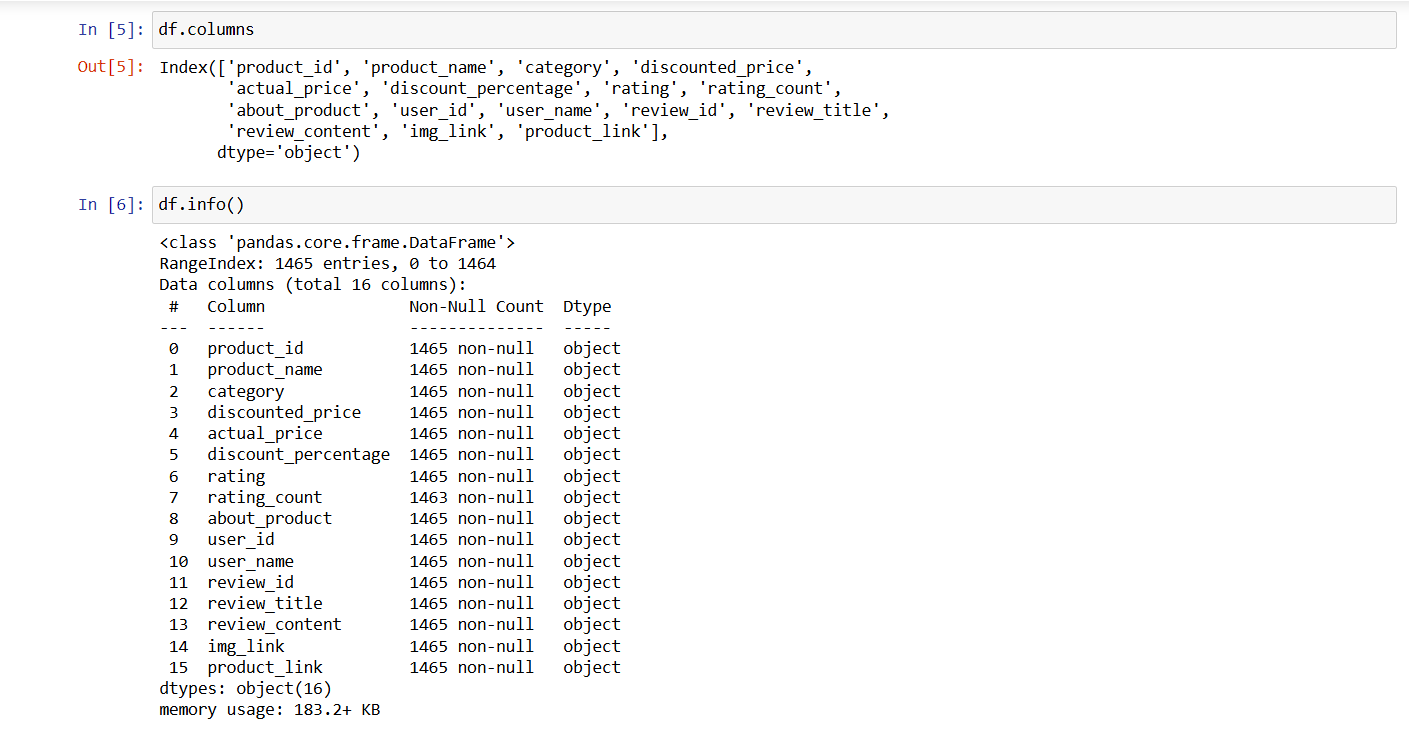 In [5]: df.columns
Out[5]: Index(['product_id', 'product_name', 'category', 'discounted_price',
'actual_price', 'discount_percentage', 'rating', 'rating_count',
'about_product', 'user_id', 'user_name', 'review_id', 'review_title',
'review_content', 'img_link', 'product_link'],
dtype='object')
In [6]: df.info()
<class 'pandas.core.frame.DataFrame'>
RangeIndex: 1465 entries, 0 to 1464
Data columns (total 16 columns):
# Column Non-Null Count Dtype
--- ------ -------------- -----
0 product_id 1465 non-null object
1 product_name 1465 non-null object
2 category 1465 non-null object
3 discounted_price 1465 non-null object
4 actual_price 1465 non-null object
5 discount_percentage 1465 non-null object
6 rating 1465 non-null object
7 rating_count 1463 non-null object
8 about_product 1465 non-null object
9 user_id 1465 non-null object
10 user_name 1465 non-null object
11 review_id 1465 non-null object
12 review_title 1465 non-null object
13 review_content 1465 non-null object
14 img_link 1465 non-null object
15 product_link 1465 non-null object
dtypes: object(16)
memory usage: 183.2+ KB